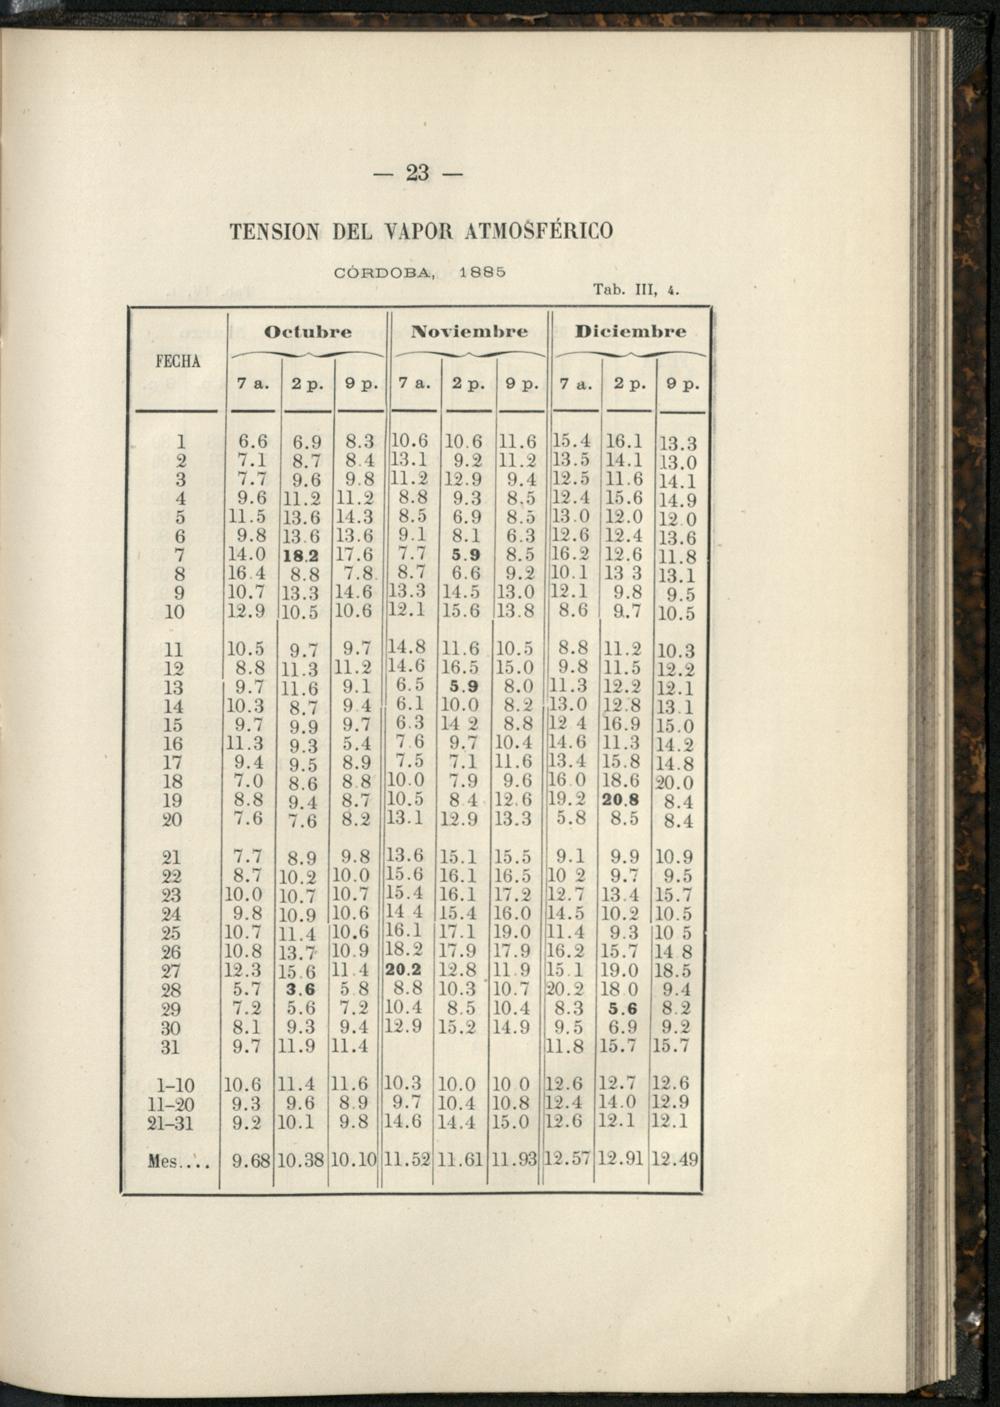 — 23 —
TENSION DEL VAPOR ATMOSFÉRICO
CÓRDOBA, 1885
Tab. III, 4.
FECHA Octubre Noviembre Diciembre
7 a. 2 p. 9 p. 7 a. 2 p. 9 p. 7 a. 2 p. 9 p.
1 6.6 6.9 8.3 10.6 10.6 11.6 15.4 16.1 13.3
2 7.1 8.7 8.4 13.1 9.2 11.2 13.5 14.1 13.0
3 7.7 9.6 9.8 11.2 12.9 9.4 12.5 11.6 14.1
4 9.6 11.2 11.2 8.8 9.3 8.5 12.4 15.6 14.9
5 11.5 13.6 14.3 8.5 6.9 8.5 13.0 12.0 12.0
6 9.8 13.6 13.6 9.1 8.1 6.3 12.6 12.4 13.6
7 14.0 18.2 17.6 7.7 5.9 8.5 16.2 12.6 11.8
8 16.4 8.8 7.8 8.7 6.6 9.2 10.1 13 3 13.1
9 10.7 13.3 14.6 13.3 14.5 13.0 12.1 9.8 9.5
10 12.9 10.5 10.6 12.1 15.6 13.8 8.6 9.7 10.5
11 10.5 9.7 9.7 14.8 11.6 10.5 8.8 11.2 10.3
12 8.8 11.3 11.2 14.6 16.5 15.0 9.8 11.5 12.2
13 9.7 11.6 9.1 6.5 5.9 8.0 11.3 12.2 12.1
14 10.3 8.7 9.4 6.1 10.0 8.2 13.0 12.8 13.1
15 9.7 9.9 9.7 6.3 14 2 8.8 12 4 16.9 15.0
16 11.3 9.3 5.4 7.6 9.7 10.4 14.6 11.3 14.2
17 9.4 9.5 8.9 7.5 7.1 11.6 13.4 15.8 14.8
18 7.0 8.6 8.8 10.0 7.9 9.6 16.0 18.6 20.0
19 8.8 9.4 8.7 10.5 8.4 12.6 19.2 20.8 8.4
20 7.6 7.6 8.2 13.1 12.9 13.3 5.8 8.5 8.4
21 7.7 8.9 9.8 13.6 15.1 15.5 9.1 9.9 10.9
22 8.7 10.2 10.0 15.6 16.1 16.5 10 2 9.7 9.5
23 10.0 10.7 10.7 15.4 16.1 17.2 12.7 13.4 15.7
24 9.8 10.9 10.6 14 4 15.4 16.0 14.5 10.2 10.5
25 10.7 11.4 10.6 16.1 17.1 19.0 11.4 9.3 10 5
26 10.8 13.7 10.9 18.2 17.9 17.9 16.2 15.7 14 8
27 12.3 15.6 11.4 20.2 12.8 11.9 15.1 19.0 18.5
28 5.7 3.6 5.8 8.8 10.3 10.7 20.2 18.0 9.4
29 7.2 5.6 7.2 10.4 8.5 10.4 8.3 5.6 8.2
30 8.1 9.3 9.4 12.9 15.2 14.9 9.5 6.9 9.2
31 9.7 11.9 11.4 11.8 15.7 15.7
1–10 10.6 11.4 11.6 10.3 10.0 10 0 12.6 12.7 12.6
11–20 9.3 9.6 8.9 9.7 10.4 10.8 12.4 14.0 12.9
21–31 9.2 10.1 9.8 14.6 14.4 15.0 12.6 12.1 12.1
Mes.... 9.68 10.38 10.10 11.52 11.61 11.93 12.57 12.91 12.49